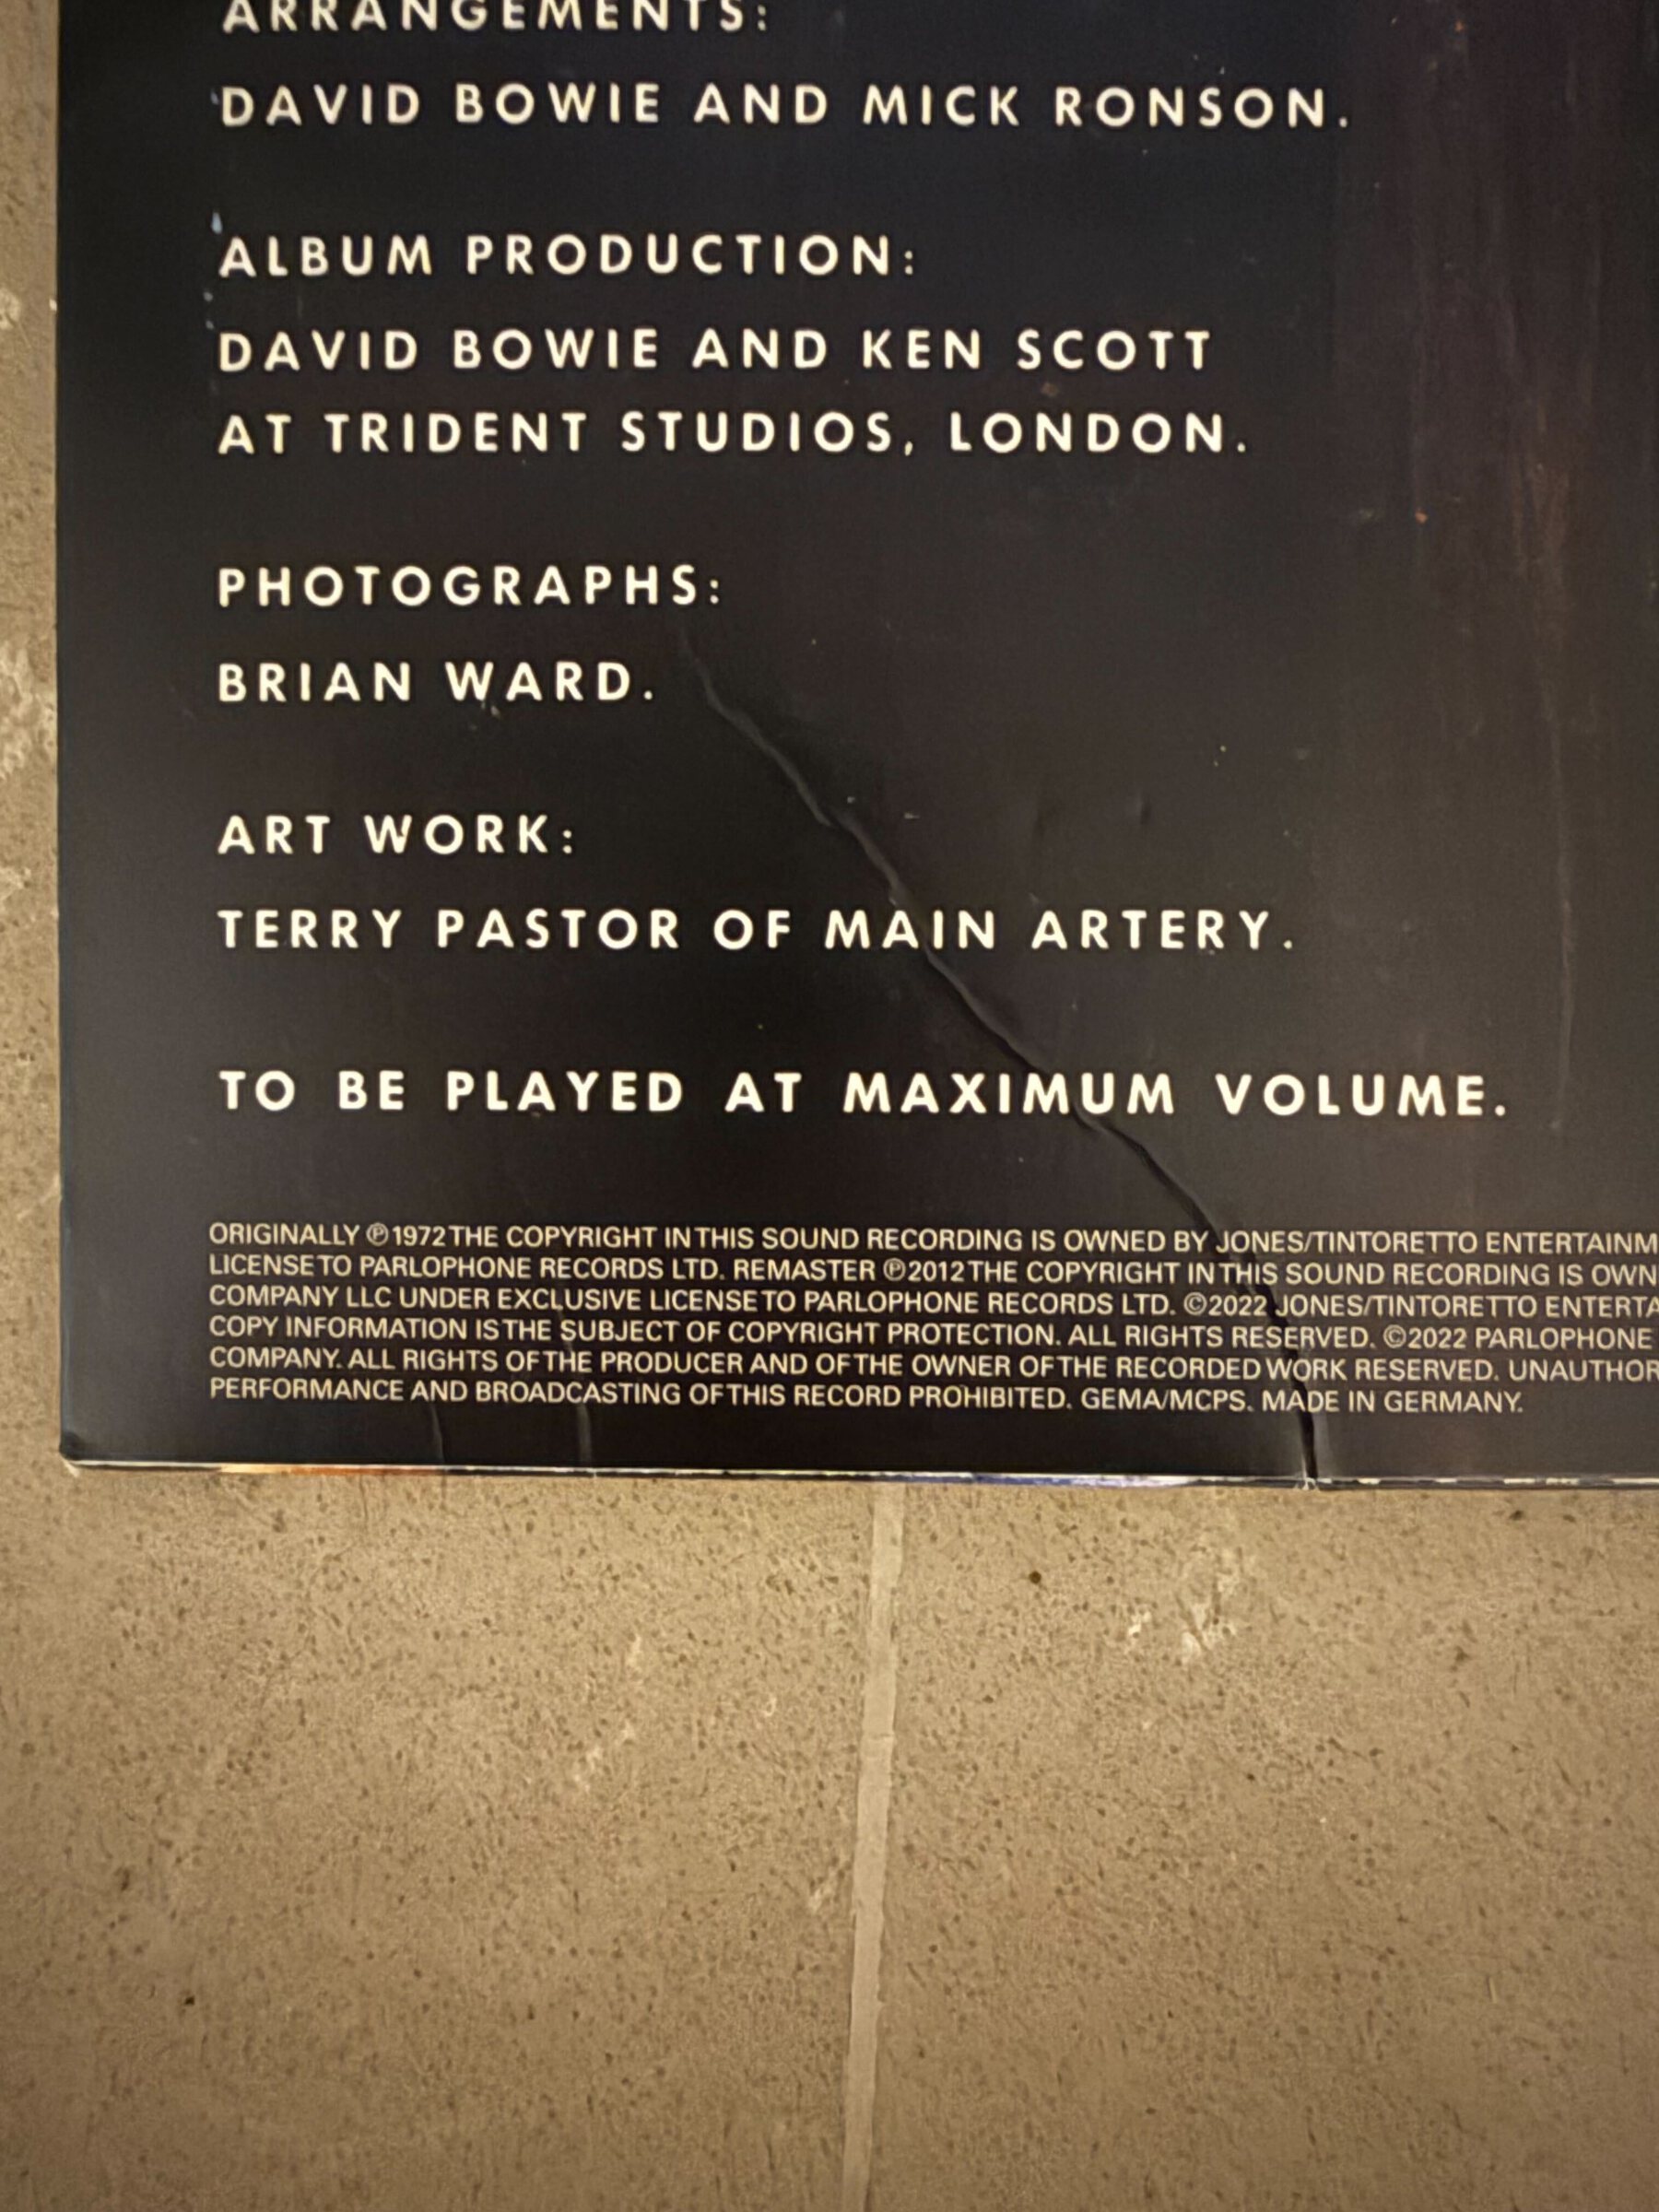 ARRANGEMENTS:
DAVID BOWIE AND MICK RONSON.
ALBUM PRODUCTION:
DAVID BOWIE AND KEN SCOTT
AT TRIDENT STUDIOS, LONDON.
PHOTOGRAPHS:
BRIAN WARD.
ART WORK:
TERRY PASTOR OF MAIN ARTERY.
TO BE PLAYED AT MAXIMUM VOLUME.
ORIGINALLY ℗1972 THE COPYRIGHT IN THIS SOUND RECORDING IS OWNED BY JONES/TINTORETTO ENTERTAINM
LICENSE TO PARLOPHONE RECORDS LTD. REMASTER ℗2012 THE COPYRIGHT IN THIS SOUND RECORDING IS OWN
COMPANY LLC UNDER EXCLUSIVE LICENSE TO PARLOPHONE RECORDS LTD. ©2022 JONES/TINTORETTO ENTERTA
COPY INFORMATION IS THE SUBJECT OF COPYRIGHT PROTECTION. ALL RIGHTS RESERVED. ©2022 PARLOPHONE
COMPANY. ALL RIGHTS OF THE PRODUCER AND OF THE OWNER OF THE RECORDED WORK RESERVED. UNAUTHOR
PERFORMANCE AND BROADCASTING OF THIS RECORD PROHIBITED. GEMA/MCPS. MADE IN GERMANY.